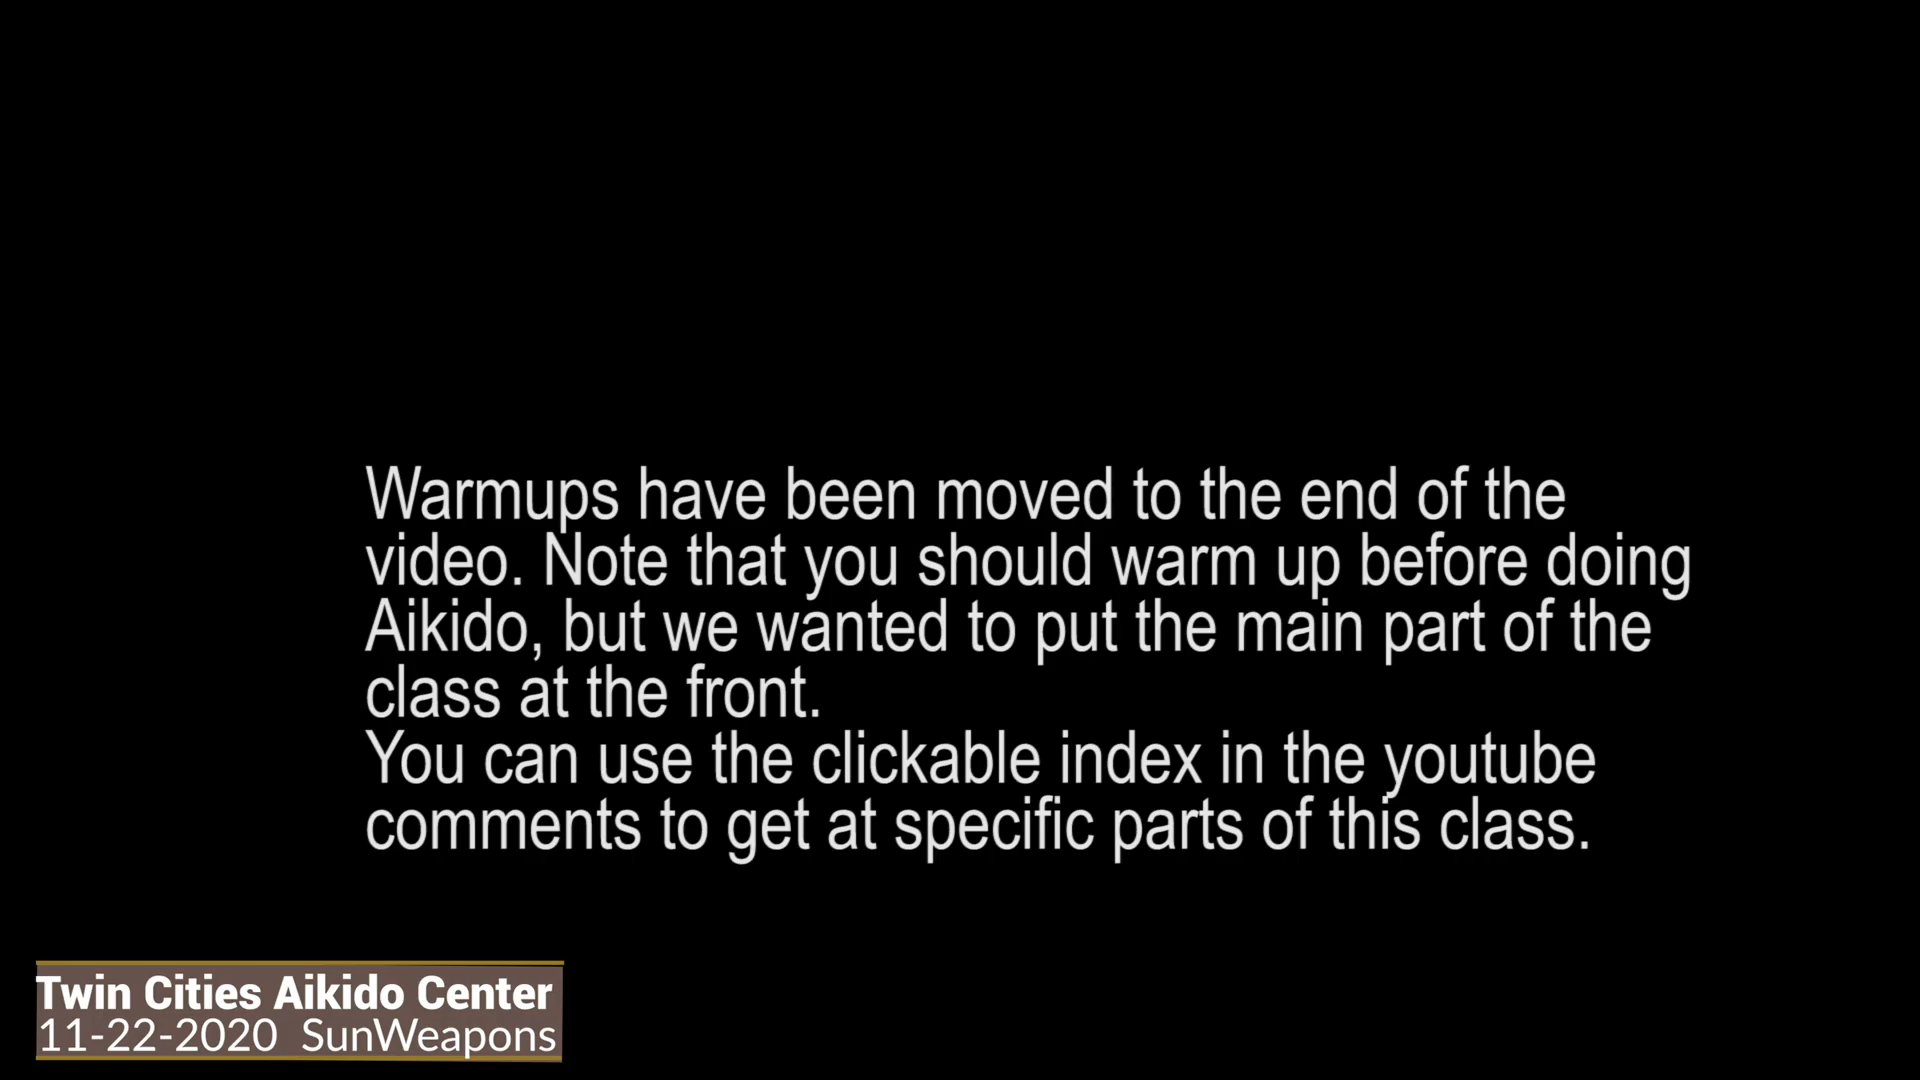 Warmups have been moved to the end of the
video. Note that you should warm up before doing
Aikido, but we wanted to put the main part of the
class at the front.
You can use the clickable index in the youtube
comments to get at specific parts of this class.
Twin Cities Aikido Center
11-22-2020 SunWeapons